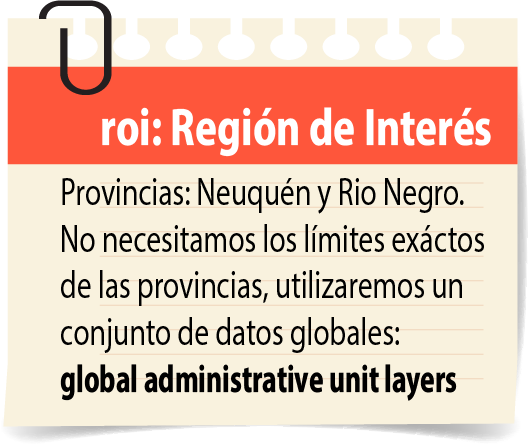 roi: Región de Interés
Provincias: Neuquén y Rio Negro.
No necesitamos los límites exáctos
de las provincias, utilizaremos un
conjunto de datos globales:
global administrative unit layers